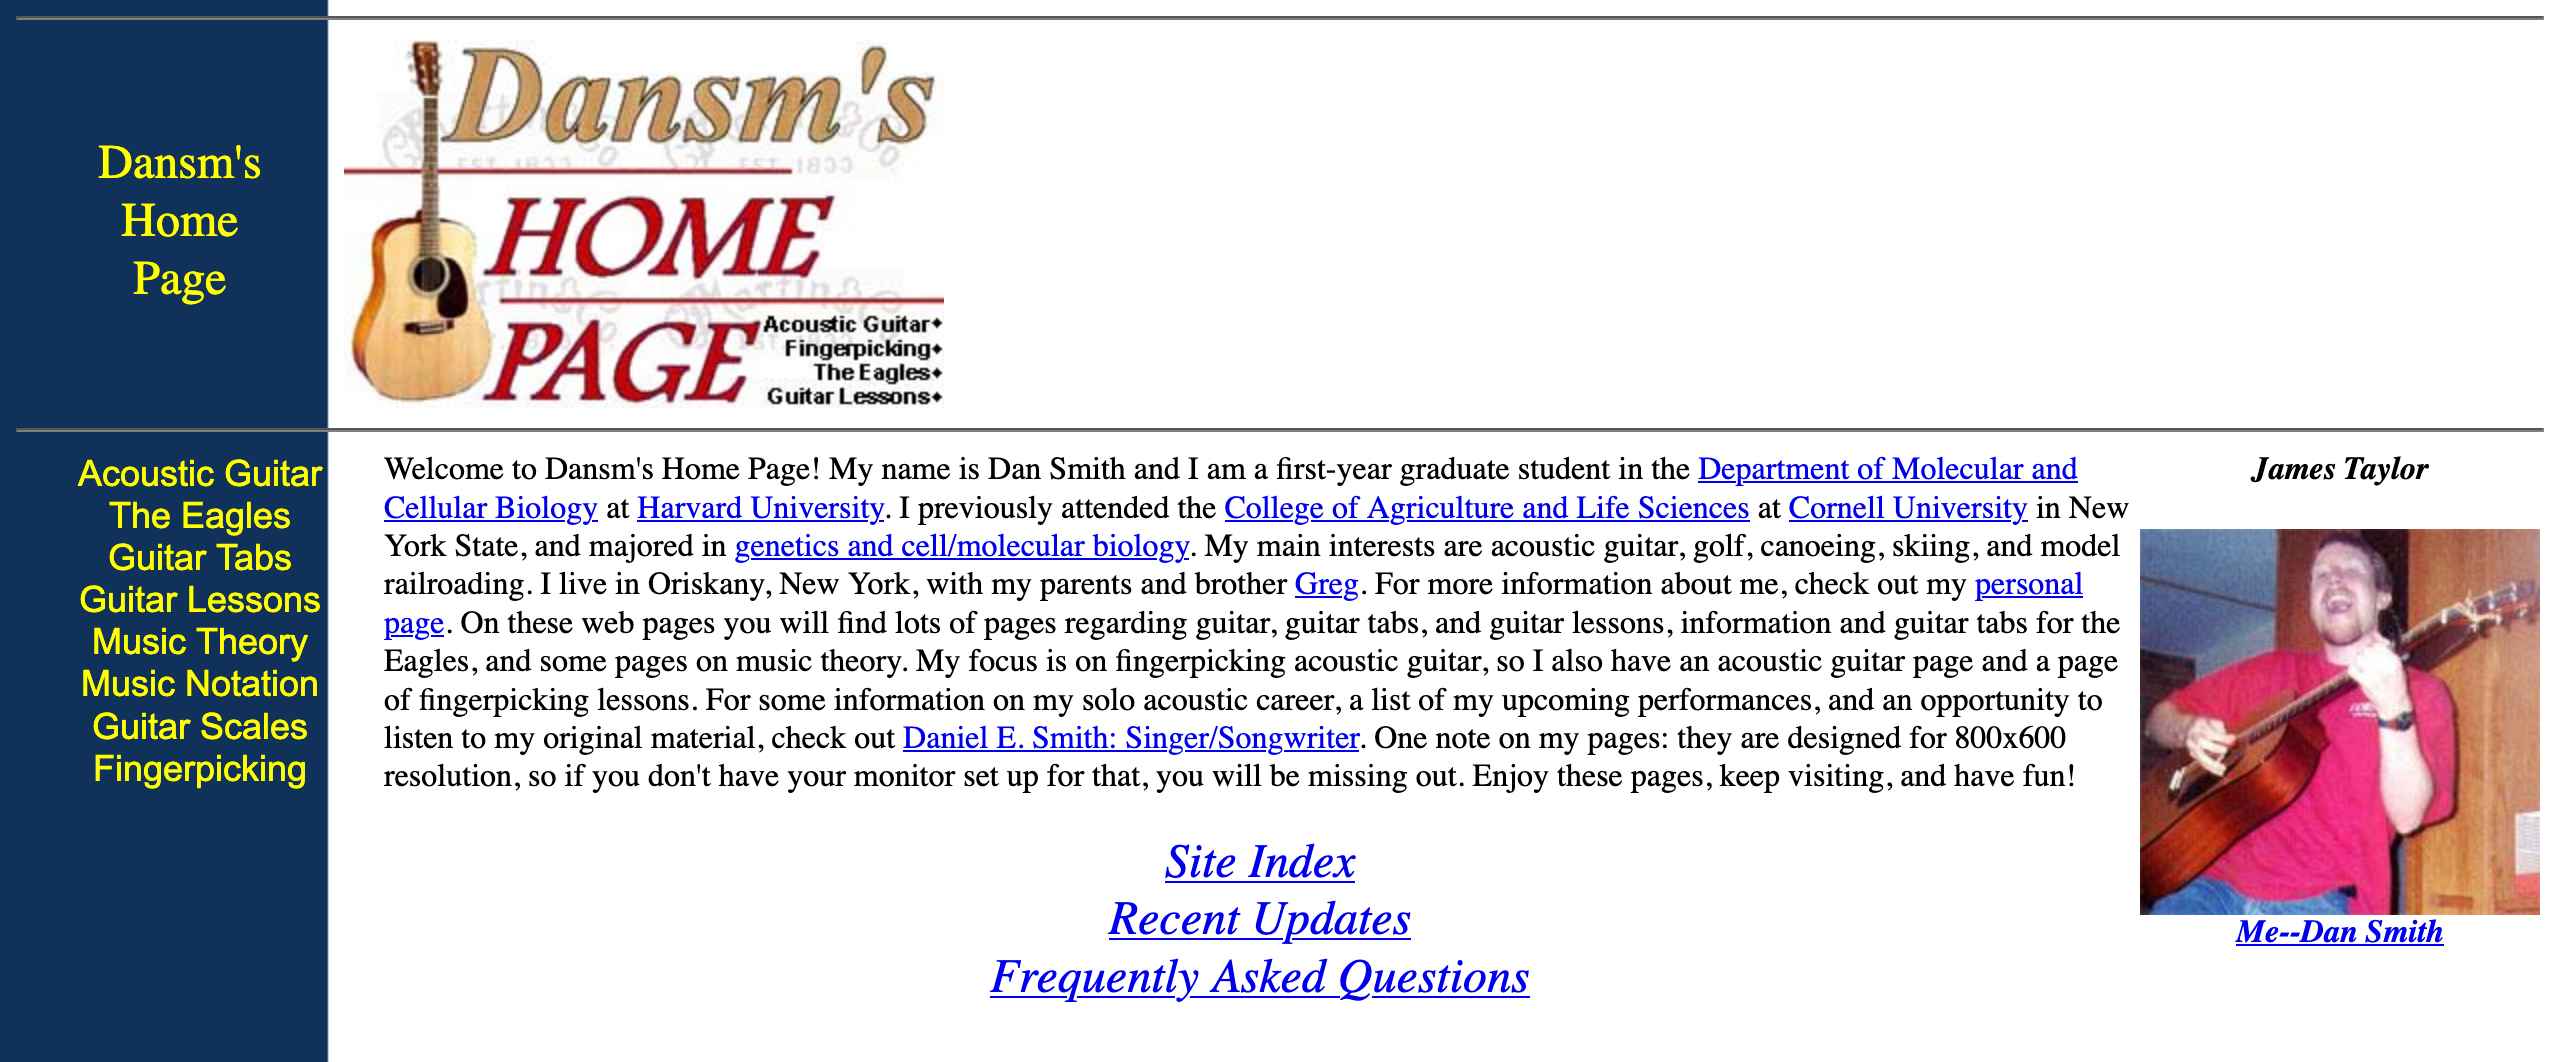 Dansm's
Home
Page
Dansm's
HOME
PAGE
Acoustic Guitar
Fingerpicking
The Eagles
Guitar Lessons
Acoustic Guitar
The Eagles
Guitar Tabs
Guitar Lessons
Music Theory
Music Notation
Guitar Scales
Fingerpicking
Welcome to Dansm's Home Page! My name is Dan Smith and I am a first-year graduate student in the Department of Molecular and
Cellular Biology at Harvard University. I previously attended the College of Agriculture and Life Sciences at Cornell University in New
York State, and majored in genetics and cell/molecular biology. My main interests are acoustic guitar, golf, canoeing, skiing, and model
railroading. I live in Oriskany, New York, with my parents and brother Greg. For more information about me, check out my personal
page. On these web pages you will find lots of pages regarding guitar, guitar tabs, and guitar lessons, information and guitar tabs for the
Eagles, and some pages on music theory. My focus is on fingerpicking acoustic guitar, so I also have an acoustic guitar page and a page
of fingerpicking lessons. For some information on my solo acoustic career, a list of my upcoming performances, and an opportunity to
listen to my original material, check out Daniel E. Smith: Singer/Songwriter. One note on my pages: they are designed for 800x600
resolution, so if you don't have your monitor set up for that, you will be missing out. Enjoy these pages, keep visiting, and have fun!
Site Index
Recent Updates
Frequently Asked Questions
James Taylor
Me--Dan Smith